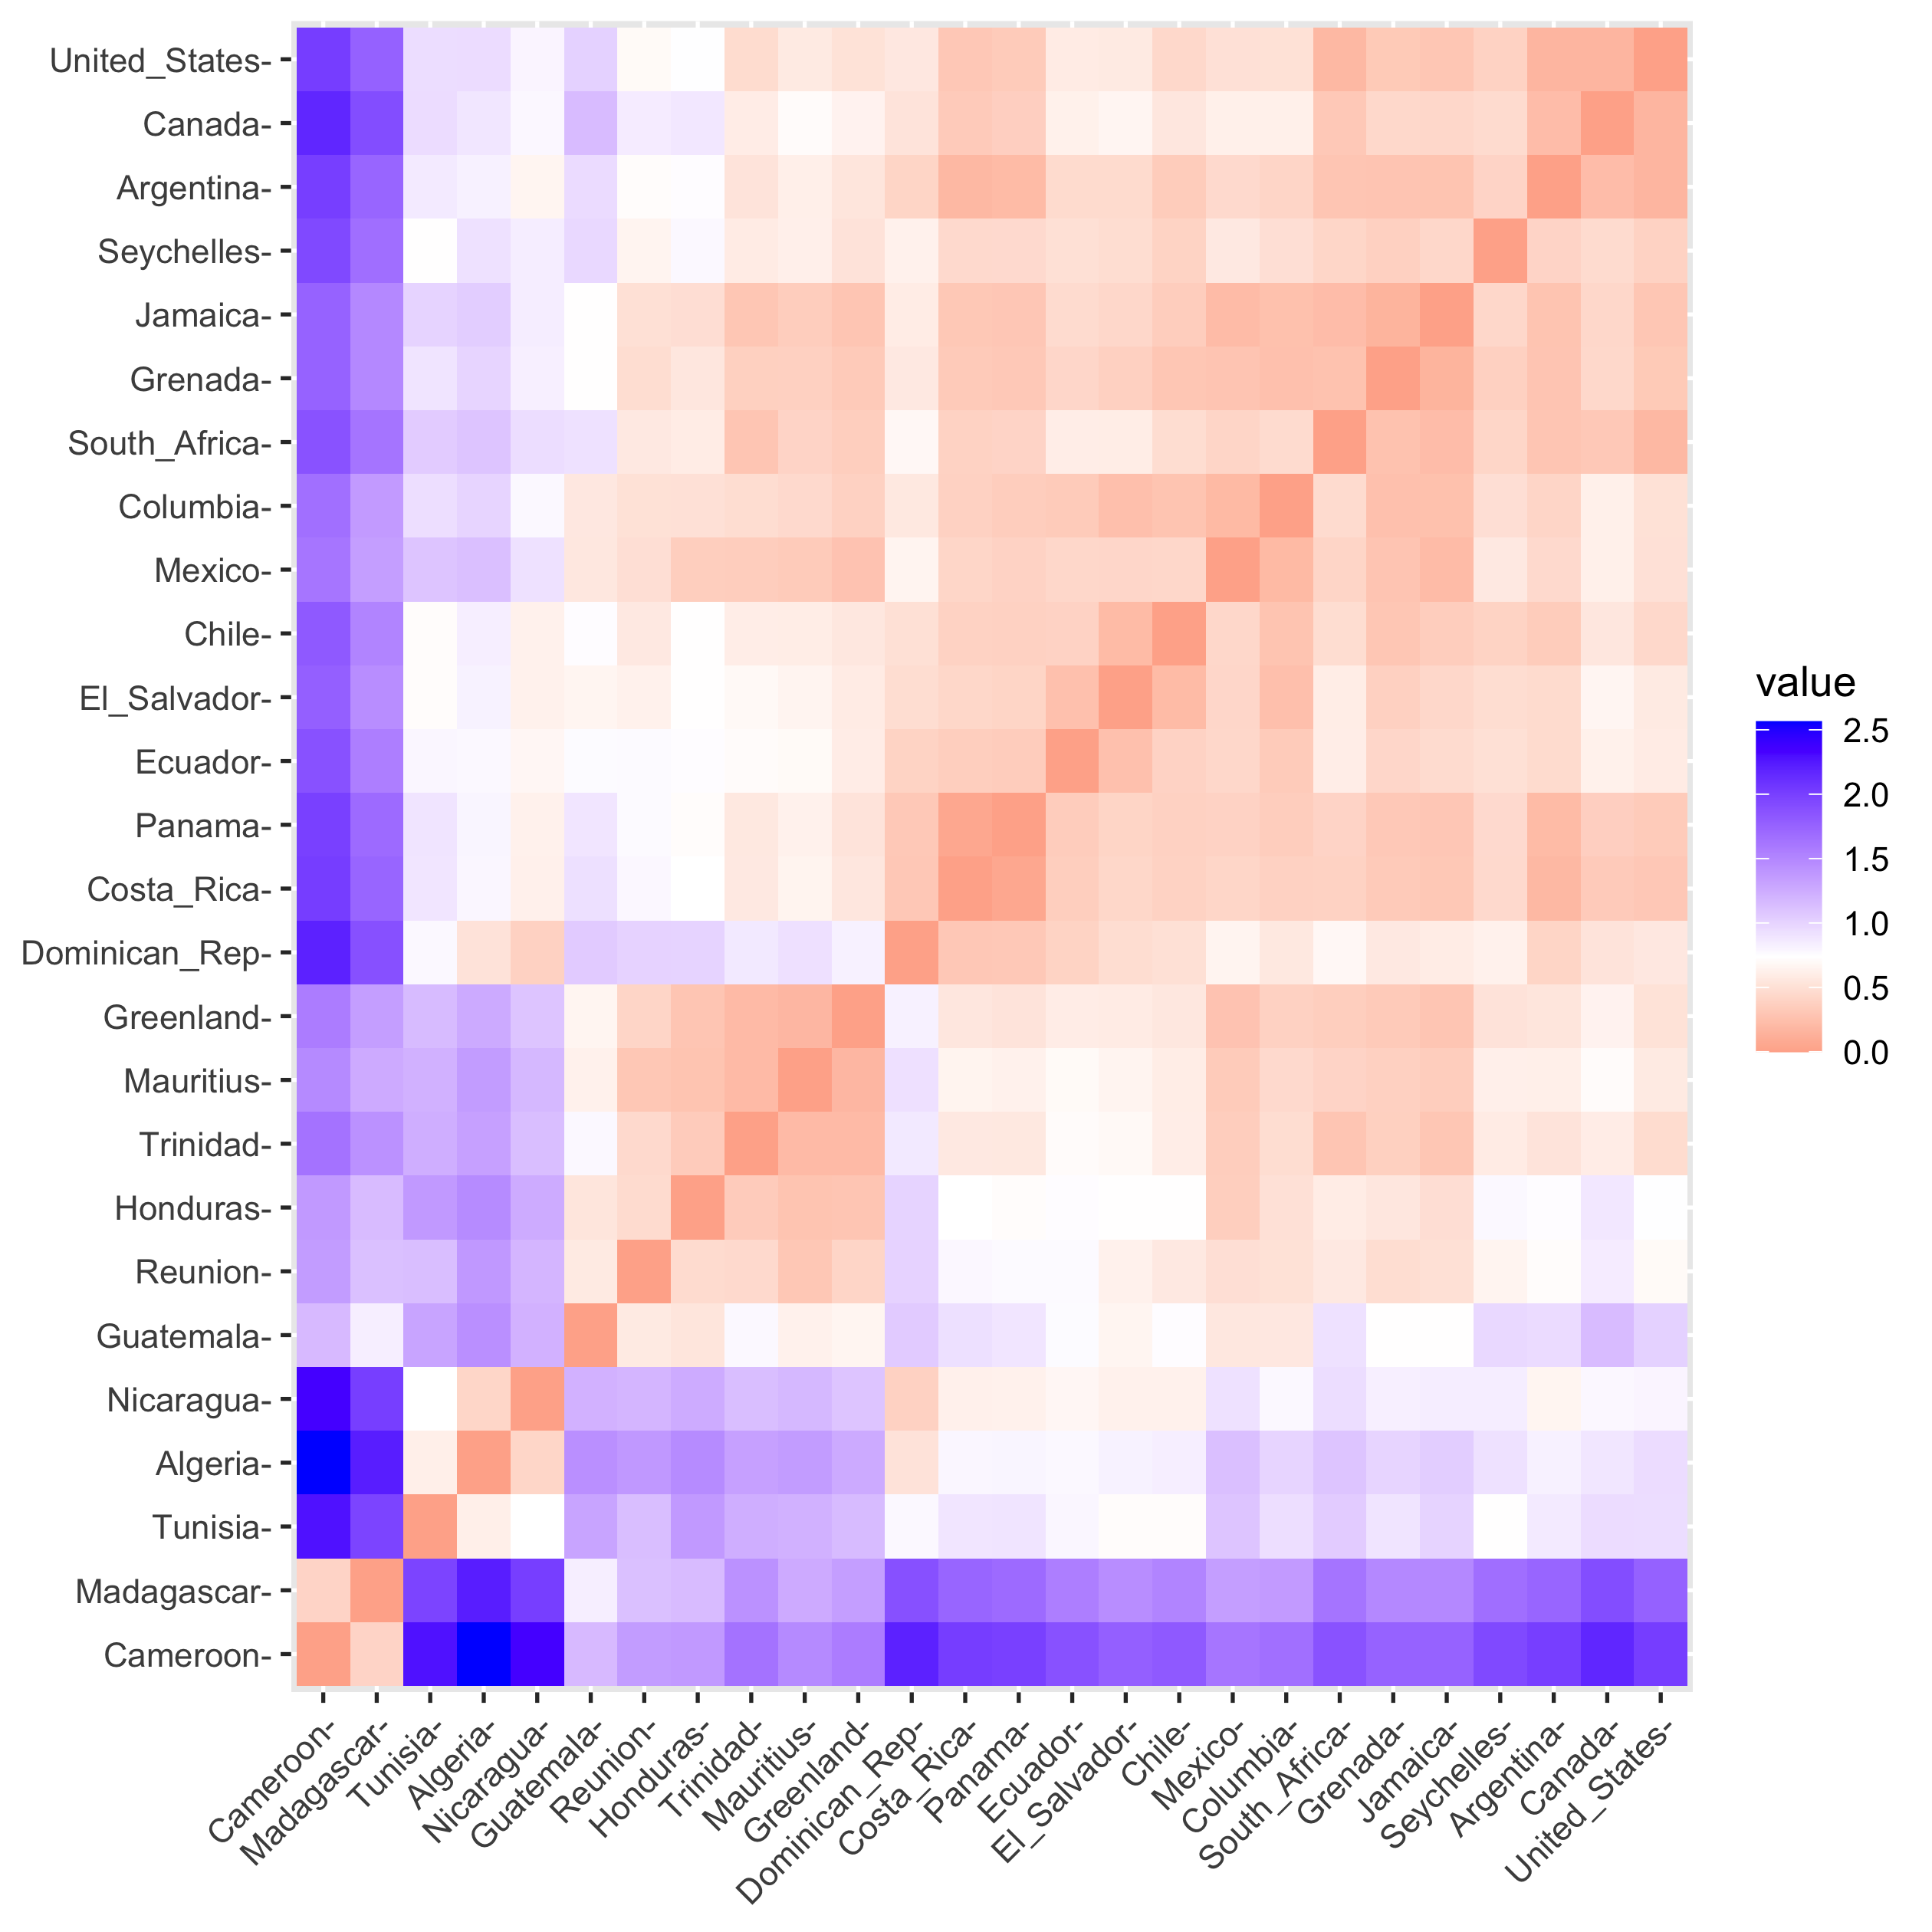 United_States-
Canada-
Argentina-
Seychelles-
Jamaica-
Grenada-
South_Africa-
Columbia-
Mexico-
Chile-
El_Salvador-
Ecuador-
Panama-
Costa_Rica-
Dominican_Rep-
Greenland-
Mauritius-
Trinidad-
Honduras-
Reunion-
Guatemala-
Nicaragua-
Algeria-
Tunisia-
Madagascar-
Cameroon-
Cameroon-
Madagascar-
Tunisia-
Algeria-
Nicaragua-
Guatemala-
Reunion-
Honduras-
Trinidad-
Mauritius-
Greenland-
Dominican_Rep-
Costa_Rica-
Panama-
Ecuador-
El_Salvador-
Chile-
Mexico-
Columbia-
South_Africa-
Grenada-
Jamaica-
Seychelles-
Argentina-
Canada-
United_States-
value
2.5
2.0
1.5
1.0
0.5
0.0